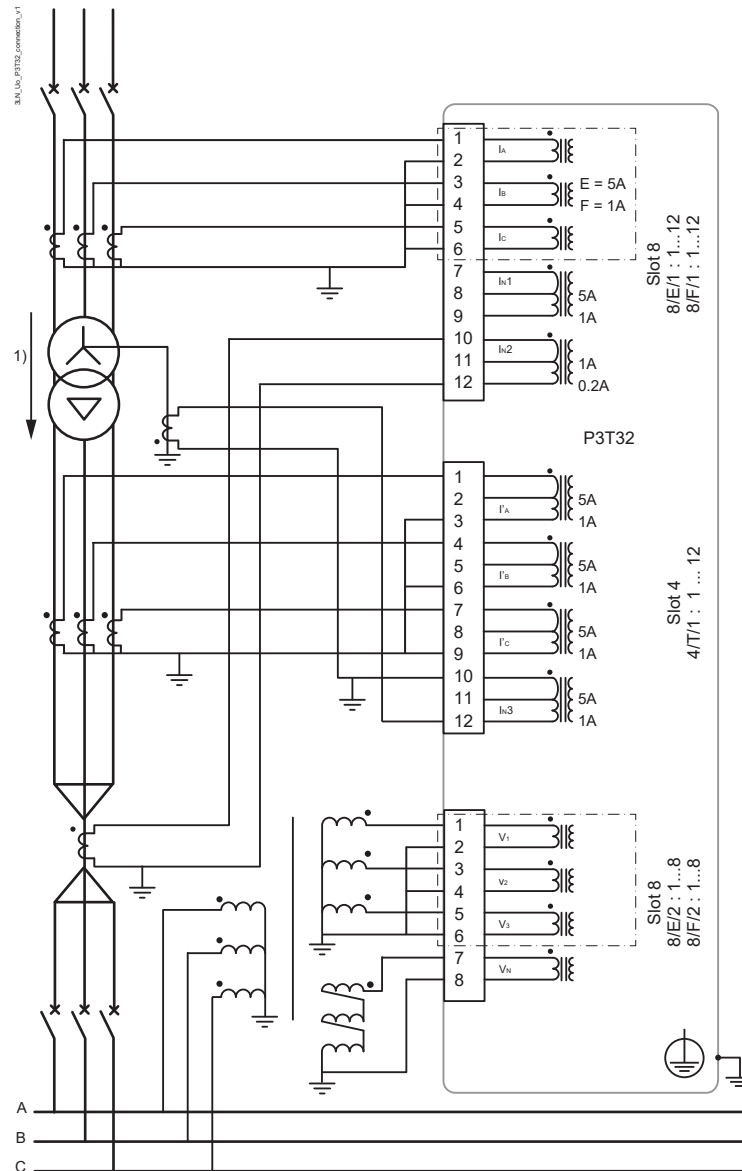 3LN_Uo_P3T32_connection_v1
1
2
3
4
5
6
7
8
9
10
11
12
IA
IB
IC
IN1
IN2
E = 5A
F = 1A
5A
1A
1A
0.2A
Slot 8
8/E/1 : 1...12
8/F/1 : 1...12
1)
P3T32
1
2
3
4
5
6
7
8
9
10
11
12
I'A
I'B
I'C
IN3
5A
1A
5A
1A
5A
1A
5A
1A
Slot 4
4/T/1 : 1 ... 12
1
2
3
4
5
6
7
8
V1
V2
V3
VN
Slot 8
8/E/2 : 1...8
8/F/2 : 1...8
A
B
C